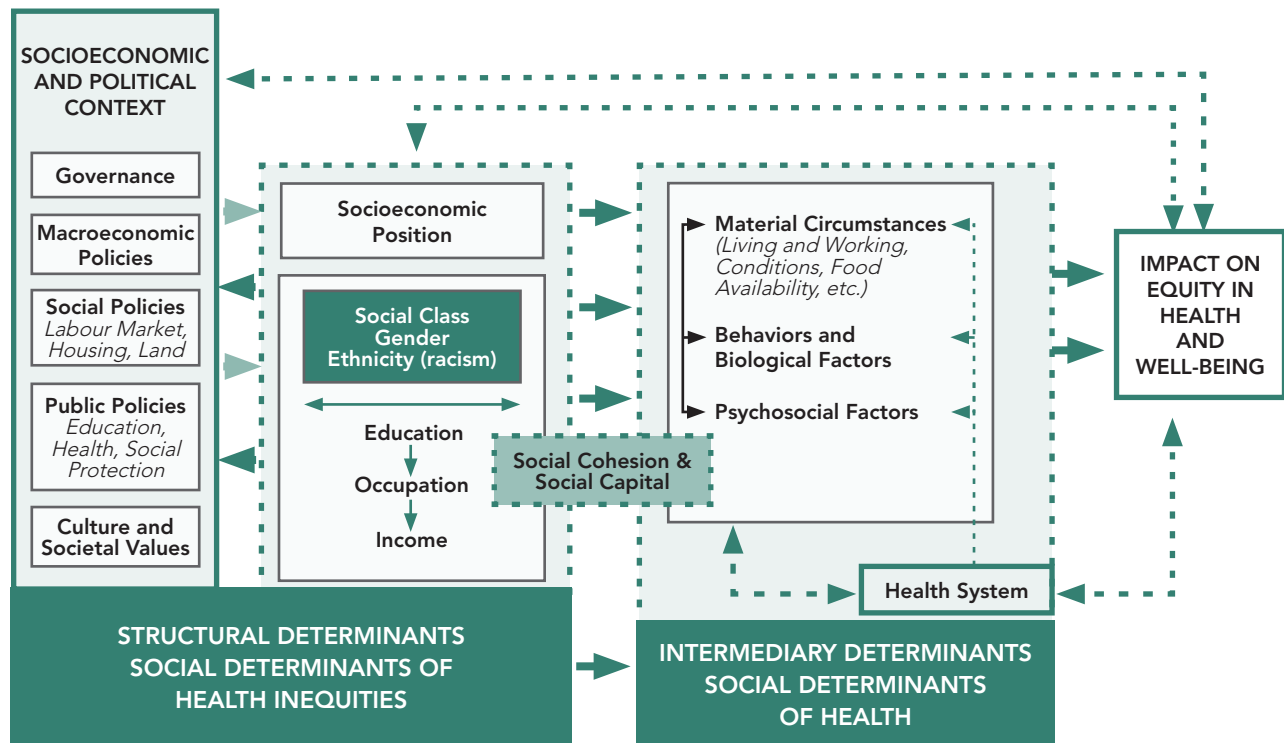 SOCIOECONOMIC
AND POLITICAL
CONTEXT
Governance
Macroeconomic
Policies
Social Policies
Labour Market,
Housing, Land
Public Policies
Education,
Health, Social
Protection
Culture and
Societal Values
Socioeconomic
Position
Social Class
Gender
Ethnicity (racism)
Education
Occupation
Income
Social Cohesion &
Social Capital
Material Circumstances
(Living and Working,
Conditions, Food
Availability, etc.)
Behaviors and
Biological Factors
Psychosocial Factors
Health System
IMPACT ON
EQUITY IN
HEALTH
AND
WELL-BEING
STRUCTURAL DETERMINANTS
SOCIAL DETERMINANTS OF
HEALTH INEQUITIES
INTERMEDIARY DETERMINANTS
SOCIAL DETERMINANTS
OF HEALTH